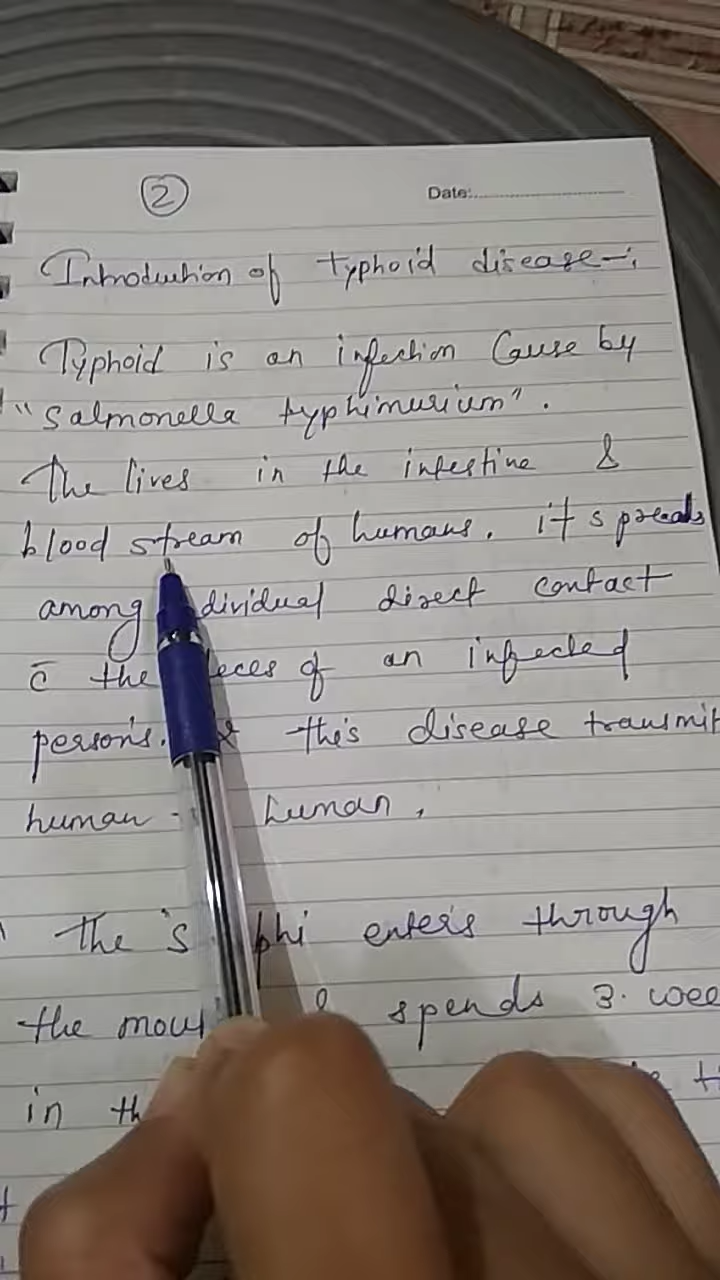 2
Date:
Introduction of typhoid disease-:
Typhoid is an infection Cause by
"Salmonella typhimurium".
The lives in the intestine &
blood stream of humans. it spreads
among dividual direct contact
c̄ the feces of an infected
person's. & this disease transmit
human - human.
The 's phi enters through
the mou & spends 3. wee
in th